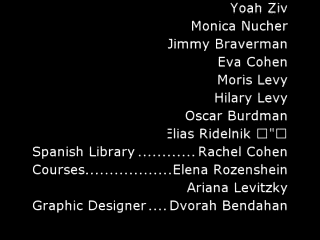 Yoah Ziv
Monica Nucher
Jimmy Braverman
Eva Cohen
Moris Levy
Hilary Levy
Oscar Burdman
Elias Ridelnik □"□
Spanish Library ............ Rachel Cohen
Courses..................Elena Rozenshein
Ariana Levitzky
Graphic Designer .... Dvorah Bendahan